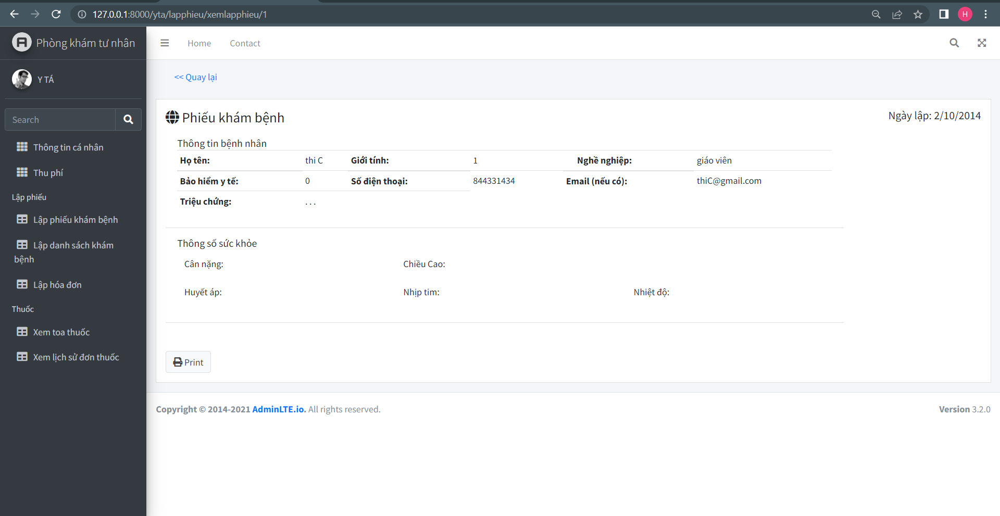 127.0.0.1:8000/yta/lapphieu/xemlapphieu/1
H
Phòng khám tư nhân
Home
Contact
Y TÁ
Search
Thông tin cá nhân
Thu phí
Lập phiếu
Lập phiếu khám bệnh
Lập danh sách khám
bệnh
Lập hóa đơn
Thuốc
Xem toa thuốc
Xem lịch sử đơn thuốc
<< Quay lại
Phiếu khám bệnh
Ngày lập: 2/10/2014
Thông tin bệnh nhân
Họ tên: thi C Giới tính: 1 Nghề nghiệp: giáo viên
Bảo hiểm y tế: 0 Số điện thoại: 844331434 Email (nếu có): thiC@gmail.com
Triệu chứng: . . .
Thông số sức khỏe
Cân nặng: Chiều Cao:
Huyết áp: Nhịp tim: Nhiệt độ:
Print
Copyright © 2014-2021 AdminLTE.io. All rights reserved.
Version 3.2.0